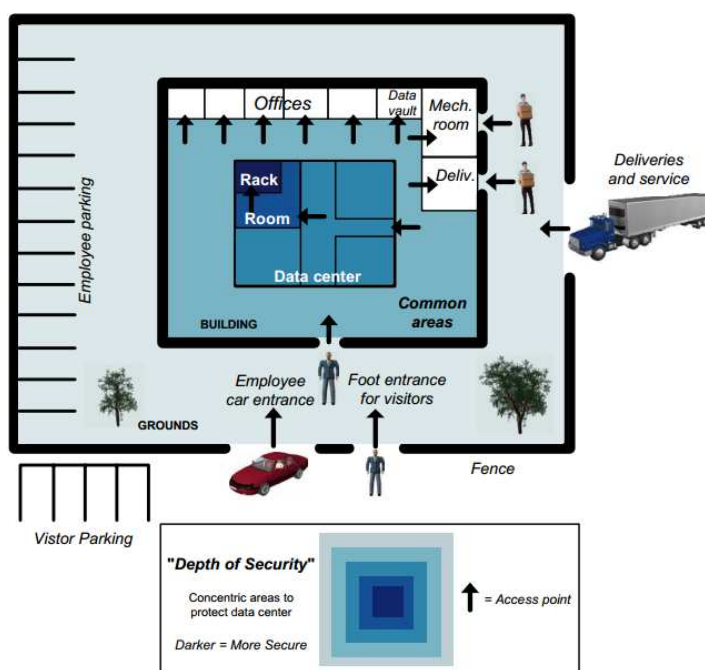 Offices
Data
vault
Mech.
room
Deliv.
Deliveries
and service
Rack
Room
Data center
Employee parking
BUILDING
Common
areas
Employee
car entrance
Foot entrance
for visitors
GROUNDS
Fence
Vistor Parking
"Depth of Security"
Concentric areas to
protect data center
Darker = More Secure
= Access point